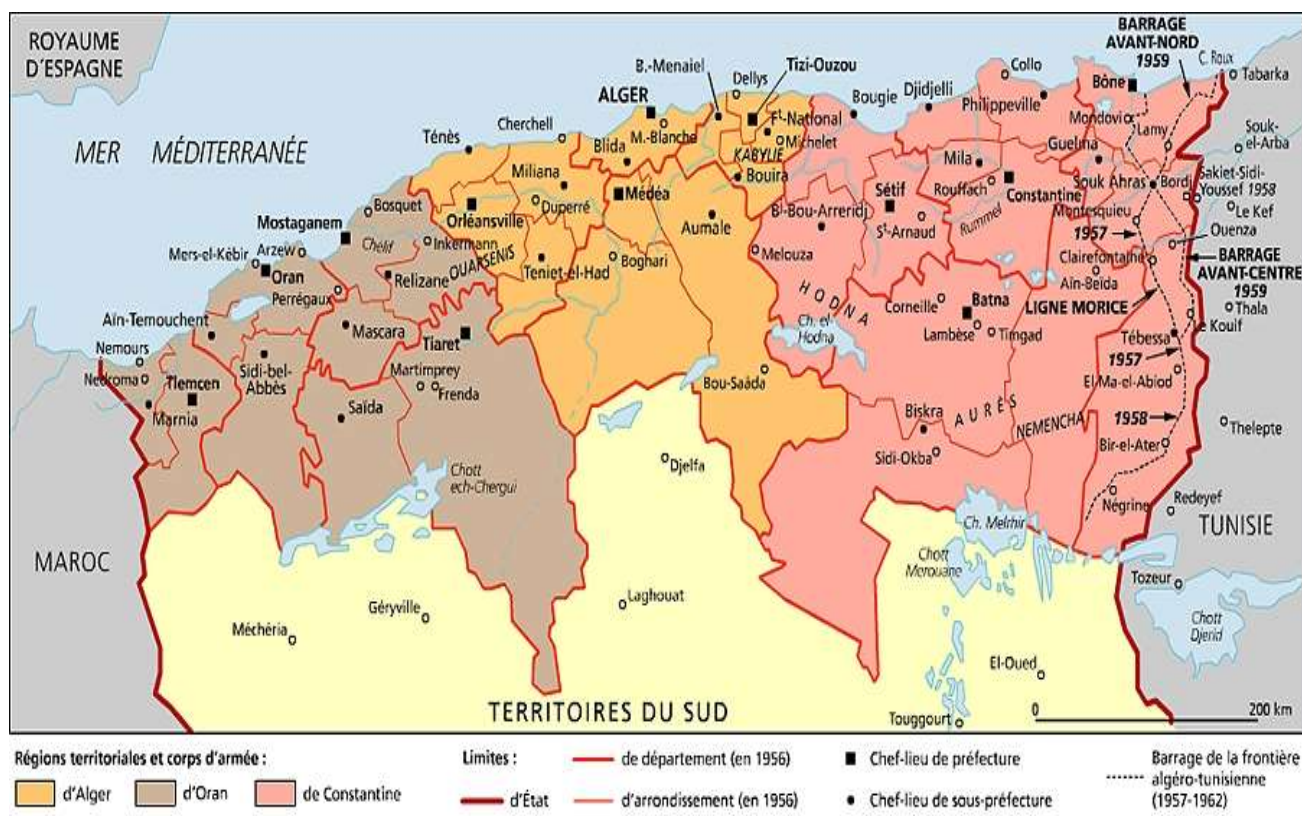 ROYAUME
D'ESPAGNE
MER MÉDITERRANÉE
BARRAGE
AVANT-NORD
1959
C. Roux
Tabarka
Collo
Bône
B.-Menaiel
Dellys
Tizi-Ouzou
Bougie
Djidjelli
Philippeville
Mondovi
Lamy
Souk-
el-Arba
ALGER
M.-Blanche
Ft-National
Michelet
KABYLIE
Guelma
Cherchell
Ténès
Blida
Bouira
Mila
Rouffach
Constantine
Souk Ahras
Bordj
Sakiet-Sidi-
Youssef 1958
Le Kef
Miliana
Duperré
Médéa
Sétif
St-Arnaud
Rummel
Montesquieu
1957
Ouenza
Bosquet
Orléansville
Aumale
Bj-Bou-Arreridj
Mostaganem
Chélif
Inkermann
OUARSENIS
Teniet-el-Had
Boghari
Melouza
Clairefontaine
Aïn-Beïda
BARRAGE
AVANT-CENTRE
1959
Mers-el-Kébir
Arzew
Oran
Relizane
Perrégaux
HODNA
Ch. el-
Hodna
Corneille
Batna
Lambèse
Timgad
LIGNE MORICE
Thala
Le Kouif
Aïn-Temouchent
Mascara
Tiaret
Tébessa
1957
Nemours
Nedroma
Tlemcen
Marnia
Sidi-bel-
Abbès
Saïda
Martimprey
Frenda
Bou-Saâda
El Ma-el-Abiod
Biskra
AURÈS
NEMENCHA
1958
Thelepte
Sidi-Okba
Bir-el-Ater
Chott
ech-Chergui
Djelfa
Négrine
Redeyef
TUNISIE
MAROC
Ch. Melrhir
Chott
Merouane
Tozeur
Chott
Djerid
Méchéria
Géryville
Laghouat
El-Oued
Touggourt
TERRITOIRES DU SUD
0 200 km
Régions territoriales et corps d'armée :
d'Alger d'Oran de Constantine
Limites :
de département (en 1956)
d'État
d'arrondissement (en 1956)
Chef-lieu de préfecture
Chef-lieu de sous-préfecture
Barrage de la frontière
algéro-tunisienne
(1957-1962)